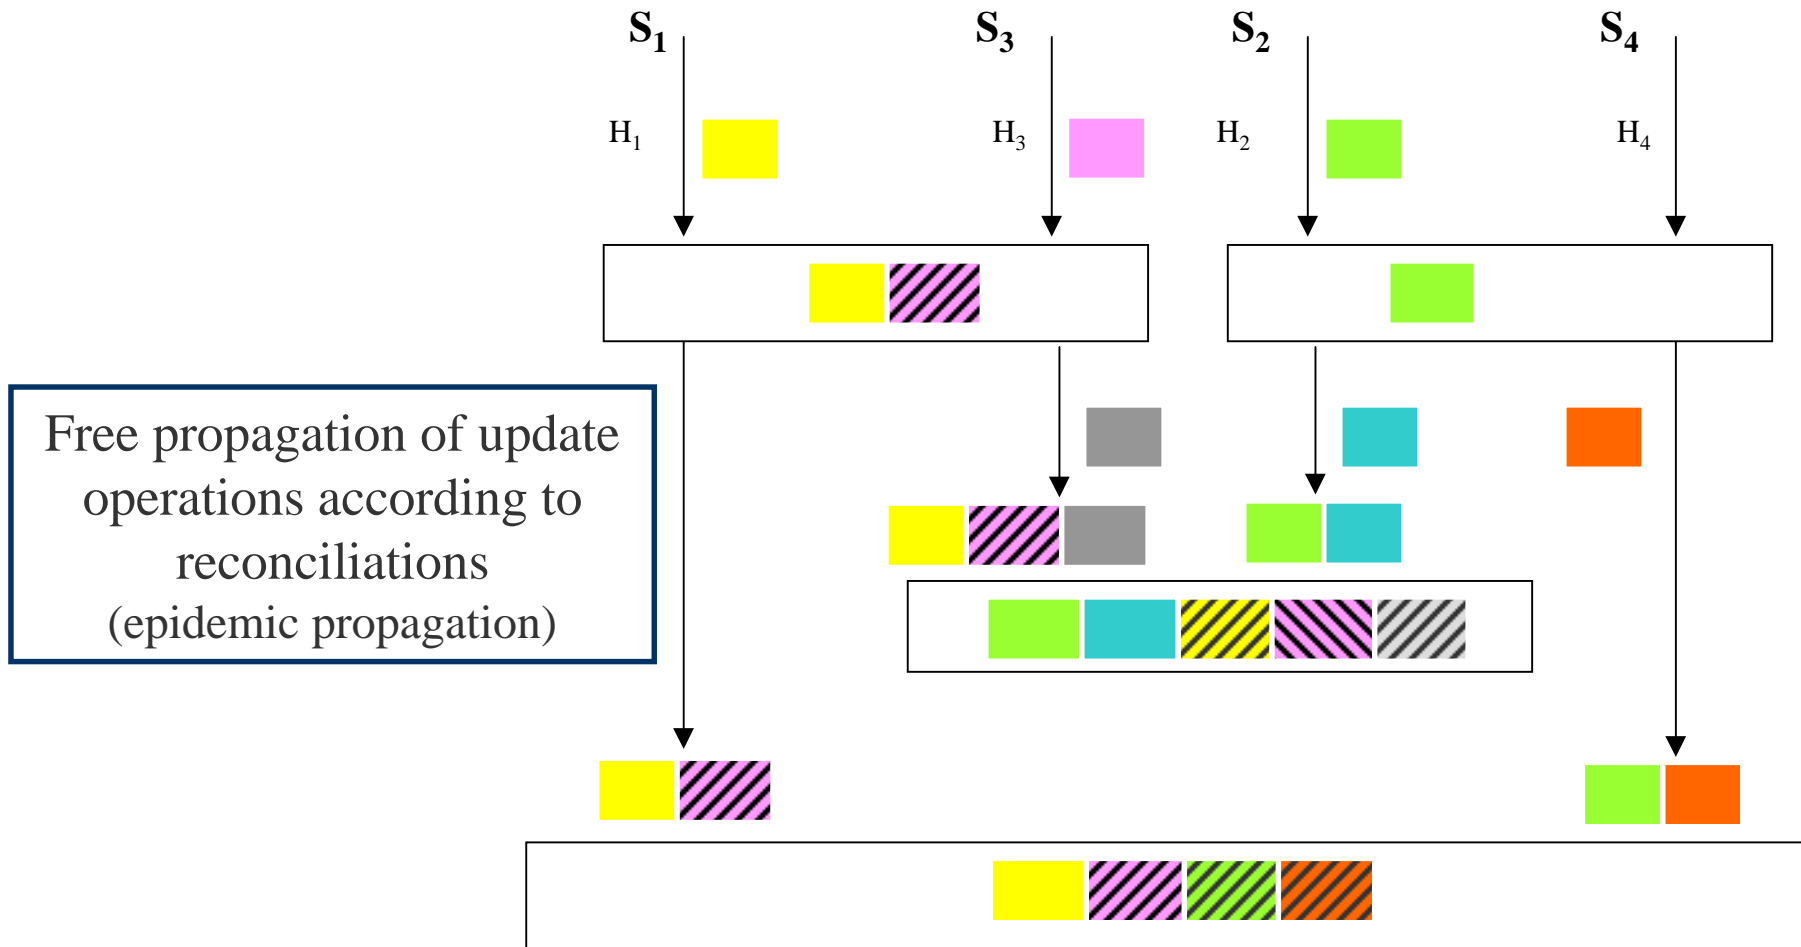 S₁ S₃ S₂ S₄
H₁ H₃ H₂ H₄
Free propagation of update
operations according to
reconciliations
(epidemic propagation)